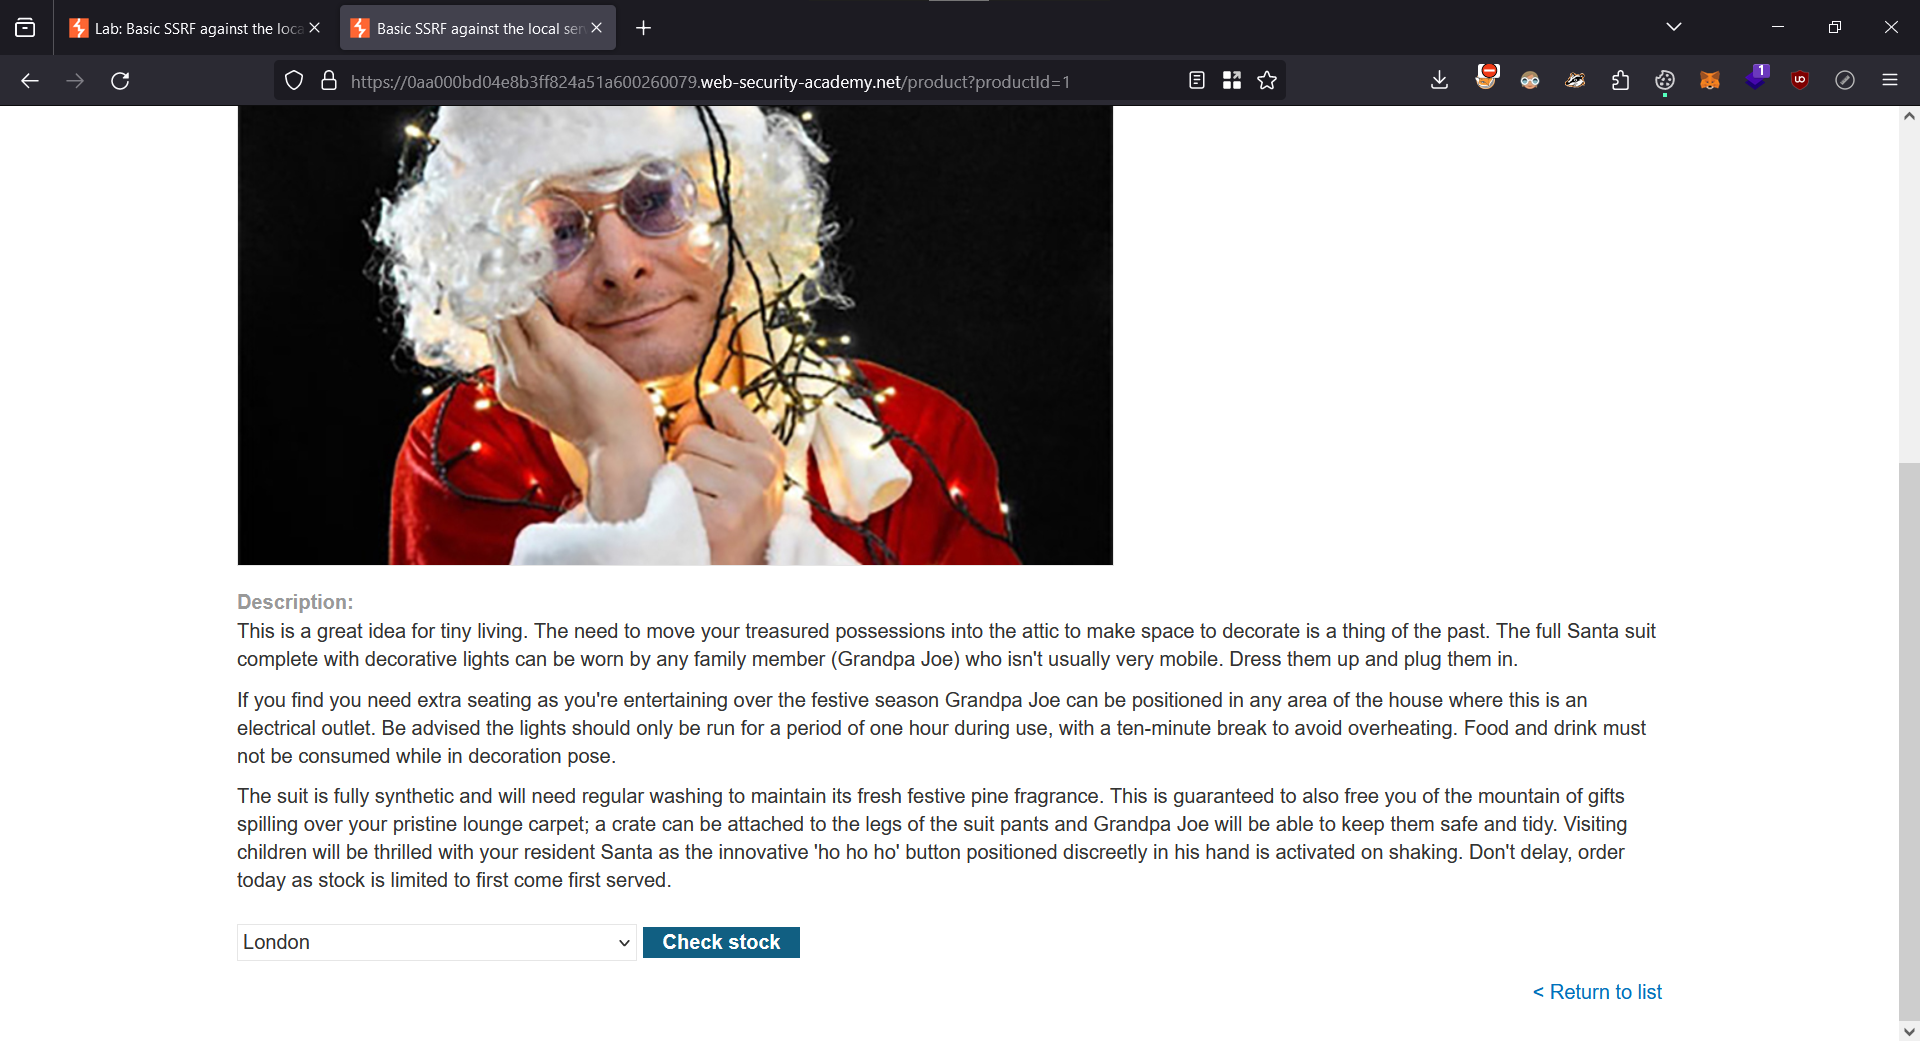 Lab: Basic SSRF against the loca
Basic SSRF against the local ser
https://0aa000bd04e8b3ff824a51a600260079.web-security-academy.net/product?productId=1
1
Description:
This is a great idea for tiny living. The need to move your treasured possessions into the attic to make space to decorate is a thing of the past. The full Santa suit
complete with decorative lights can be worn by any family member (Grandpa Joe) who isn't usually very mobile. Dress them up and plug them in.
If you find you need extra seating as you're entertaining over the festive season Grandpa Joe can be positioned in any area of the house where this is an
electrical outlet. Be advised the lights should only be run for a period of one hour during use, with a ten-minute break to avoid overheating. Food and drink must
not be consumed while in decoration pose.
The suit is fully synthetic and will need regular washing to maintain its fresh festive pine fragrance. This is guaranteed to also free you of the mountain of gifts
spilling over your pristine lounge carpet; a crate can be attached to the legs of the suit pants and Grandpa Joe will be able to keep them safe and tidy. Visiting
children will be thrilled with your resident Santa as the innovative 'ho ho ho' button positioned discreetly in his hand is activated on shaking. Don't delay, order
today as stock is limited to first come first served.
London
Check stock
< Return to list